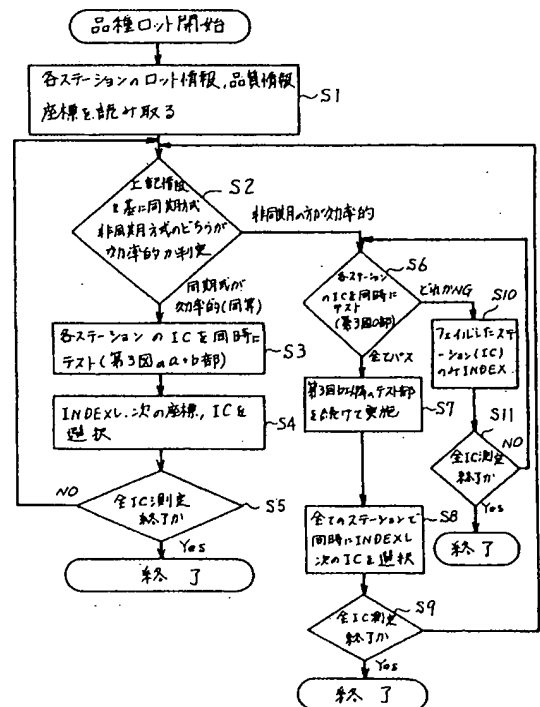 品種ロット開始
各ステーションのロット情報,品質情報
座標を読み取る
S1
上記情報
を基に同期方式
非同期方式のどちらが
効率的か判定
S2
非同期の方が効率的
同期式が
効率的(同等)
各ステーションのICを同時に
テスト(第3図のa+b部)
S3
INDEXし、次の座標,ICを
選択
S4
NO
全IC測定
終了か
S5
Yes
終了
各ステーション
のICを同時に
テスト
(第3図a部)
S6
どれかNG
全てパス
第3図b以降のテスト部
を続けて実施
S7
全てのステーションで
同時にINDEXし
次のICを選択
S8
全IC測定
終了か
S9
Yes
終了
S10
フェイルしたステ
ーション(IC)
のみINDEX
S11
全IC測定
終了か
NO
Yes
終了